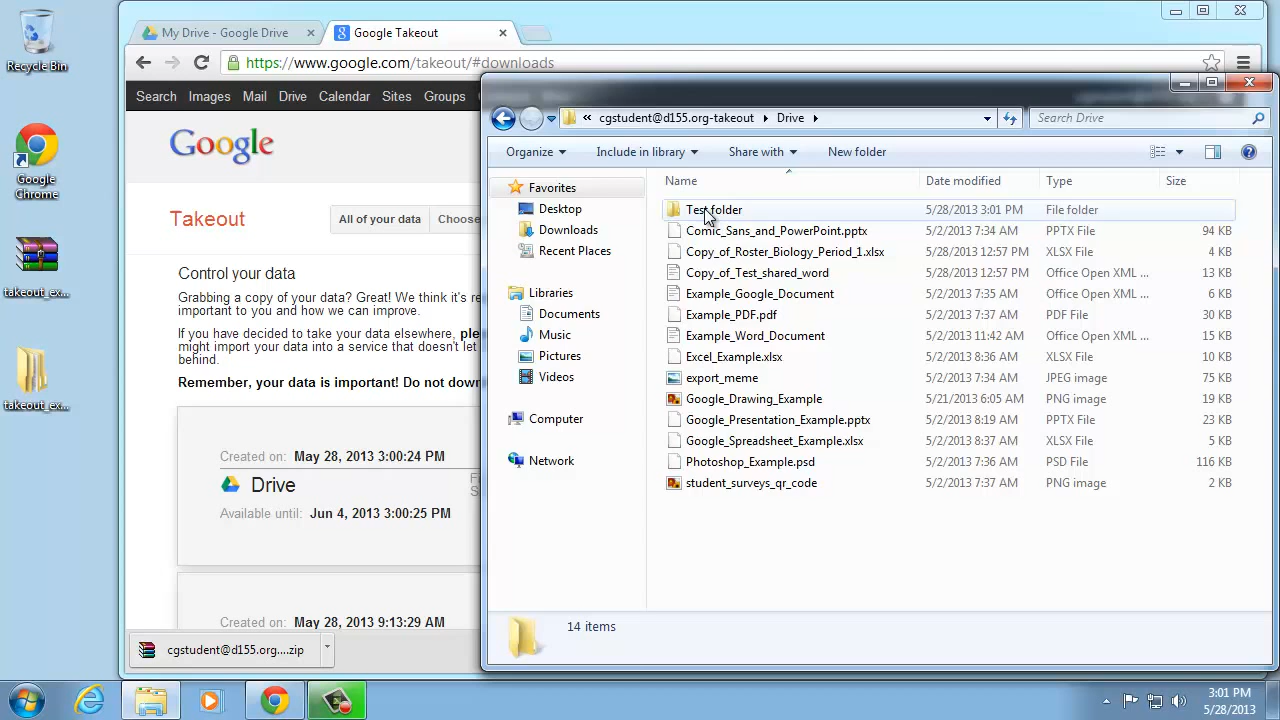 Recycle Bin
Google Chrome
takeout_ex...
takeout_ex...
My Drive - Google Drive
Google Takeout
https://www.google.com/takeout/#downloads
Search Images Mail Drive Calendar Sites Groups
Google
Takeout
All of your data
Choose
Control your data
Grabbing a copy of your data? Great! We think it's
important to you and how we can improve.
If you have decided to take your data elsewhere,
might import your data into a service that doesn't let
behind.
Remember, your data is important! Do not
Created on: May 28, 2013 3:00:24 PM
Drive
Available until: Jun 4, 2013 3:00:25 PM
Created on: May 28, 2013 9:13:29 AM
cgstudent@d155.org....zip
« cgstudent@d155.org-takeout Drive
Search Drive
Organize Include in library Share with New folder
Favorites
Desktop
Downloads
Recent Places
Libraries
Documents
Music
Pictures
Videos
Computer
Network
Name Date modified Type Size
Test folder 5/28/2013 3:01 PM File folder
Comic_Sans_and_PowerPoint.pptx 5/2/2013 7:34 AM PPTX File 94 KB
Copy_of_Roster_Biology_Period_1.xlsx 5/28/2013 12:57 PM XLSX File 4 KB
Copy_of_Test_shared_word 5/28/2013 12:57 PM Office Open XML ... 13 KB
Example_Google_Document 5/2/2013 7:35 AM Office Open XML ... 6 KB
Example_PDF.pdf 5/2/2013 7:37 AM PDF File 30 KB
Example_Word_Document 5/2/2013 11:42 AM Office Open XML ... 15 KB
Excel_Example.xlsx 5/2/2013 8:36 AM XLSX File 10 KB
export_meme 5/2/2013 7:34 AM JPEG image 75 KB
Google_Drawing_Example 5/21/2013 6:05 AM PNG image 19 KB
Google_Presentation_Example.pptx 5/2/2013 8:19 AM PPTX File 23 KB
Google_Spreadsheet_Example.xlsx 5/2/2013 8:37 AM XLSX File 5 KB
Photoshop_Example.psd 5/2/2013 7:36 AM PSD File 116 KB
student_surveys_qr_code 5/2/2013 7:37 AM PNG image 2 KB
14 items
3:01 PM
5/28/2013